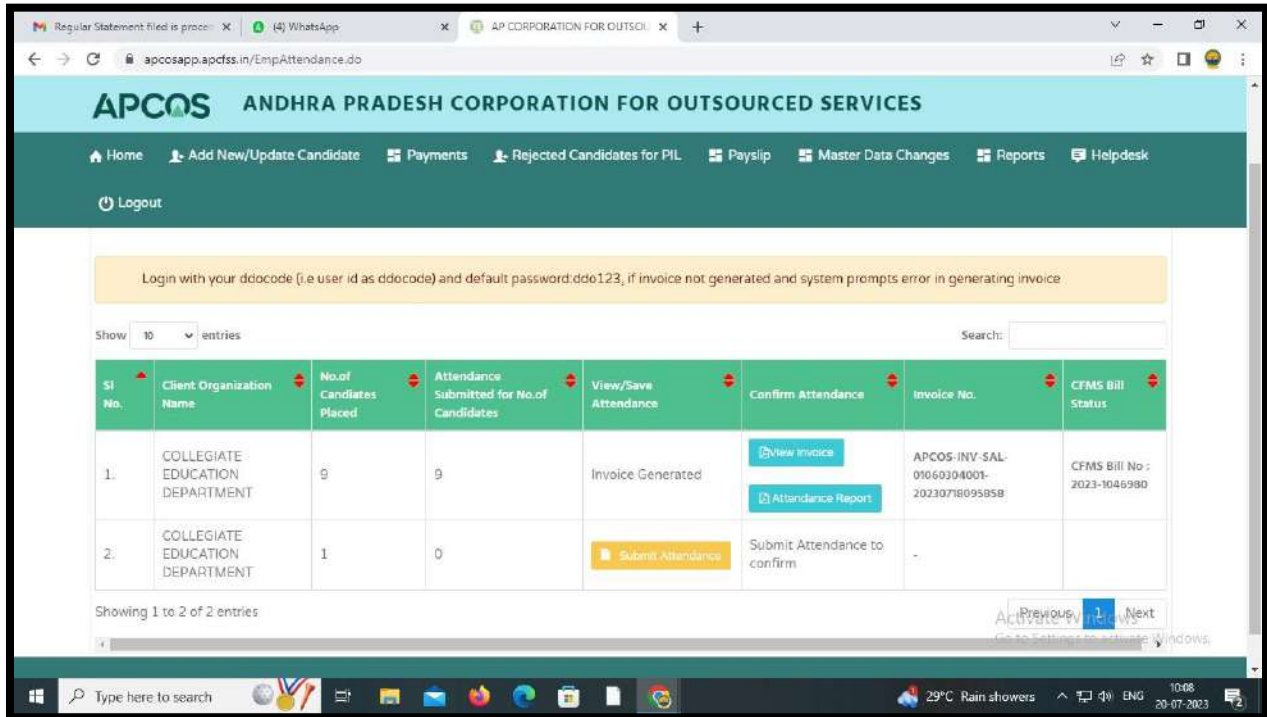 Regular Statement filed is proce
(4) WhatsApp
AP CORPORATION FOR OUTSOU
apcosapp.apcfss.in/EmpAttendance.do
APCOS ANDHRA PRADESH CORPORATION FOR OUTSOURCED SERVICES
Home Add New/Update Candidate Payments Rejected Candidates for PIL Payslip Master Data Changes Reports Helpdesk
Logout
Login with your ddocode (i.e user id as ddocode) and default password:ddo123, if invoice not generated and system prompts error in generating invoice
Show 10 entries Search:
Sl No.
Client Organization Name
No.of Candiates Placed
Attendance Submitted for No.of Candidates
View/Save Attendance
Confirm Attendance
Invoice No.
CFMS Bill Status
1.
COLLEGIATE
EDUCATION
DEPARTMENT
9
9
Invoice Generated
View Invoice
Attendance Report
APCOS-INV-SAL-
01060304001-
20230718095858
CFMS Bill No :
2023-1046980
2.
COLLEGIATE
EDUCATION
DEPARTMENT
1
0
Submit Attendance
Submit Attendance to
confirm
-
Showing 1 to 2 of 2 entries
Previous 1 Next
Activate Windows
Go to Settings to activate Windows.
Type here to search
29°C Rain showers
ENG
10:08
20-07-2023
2